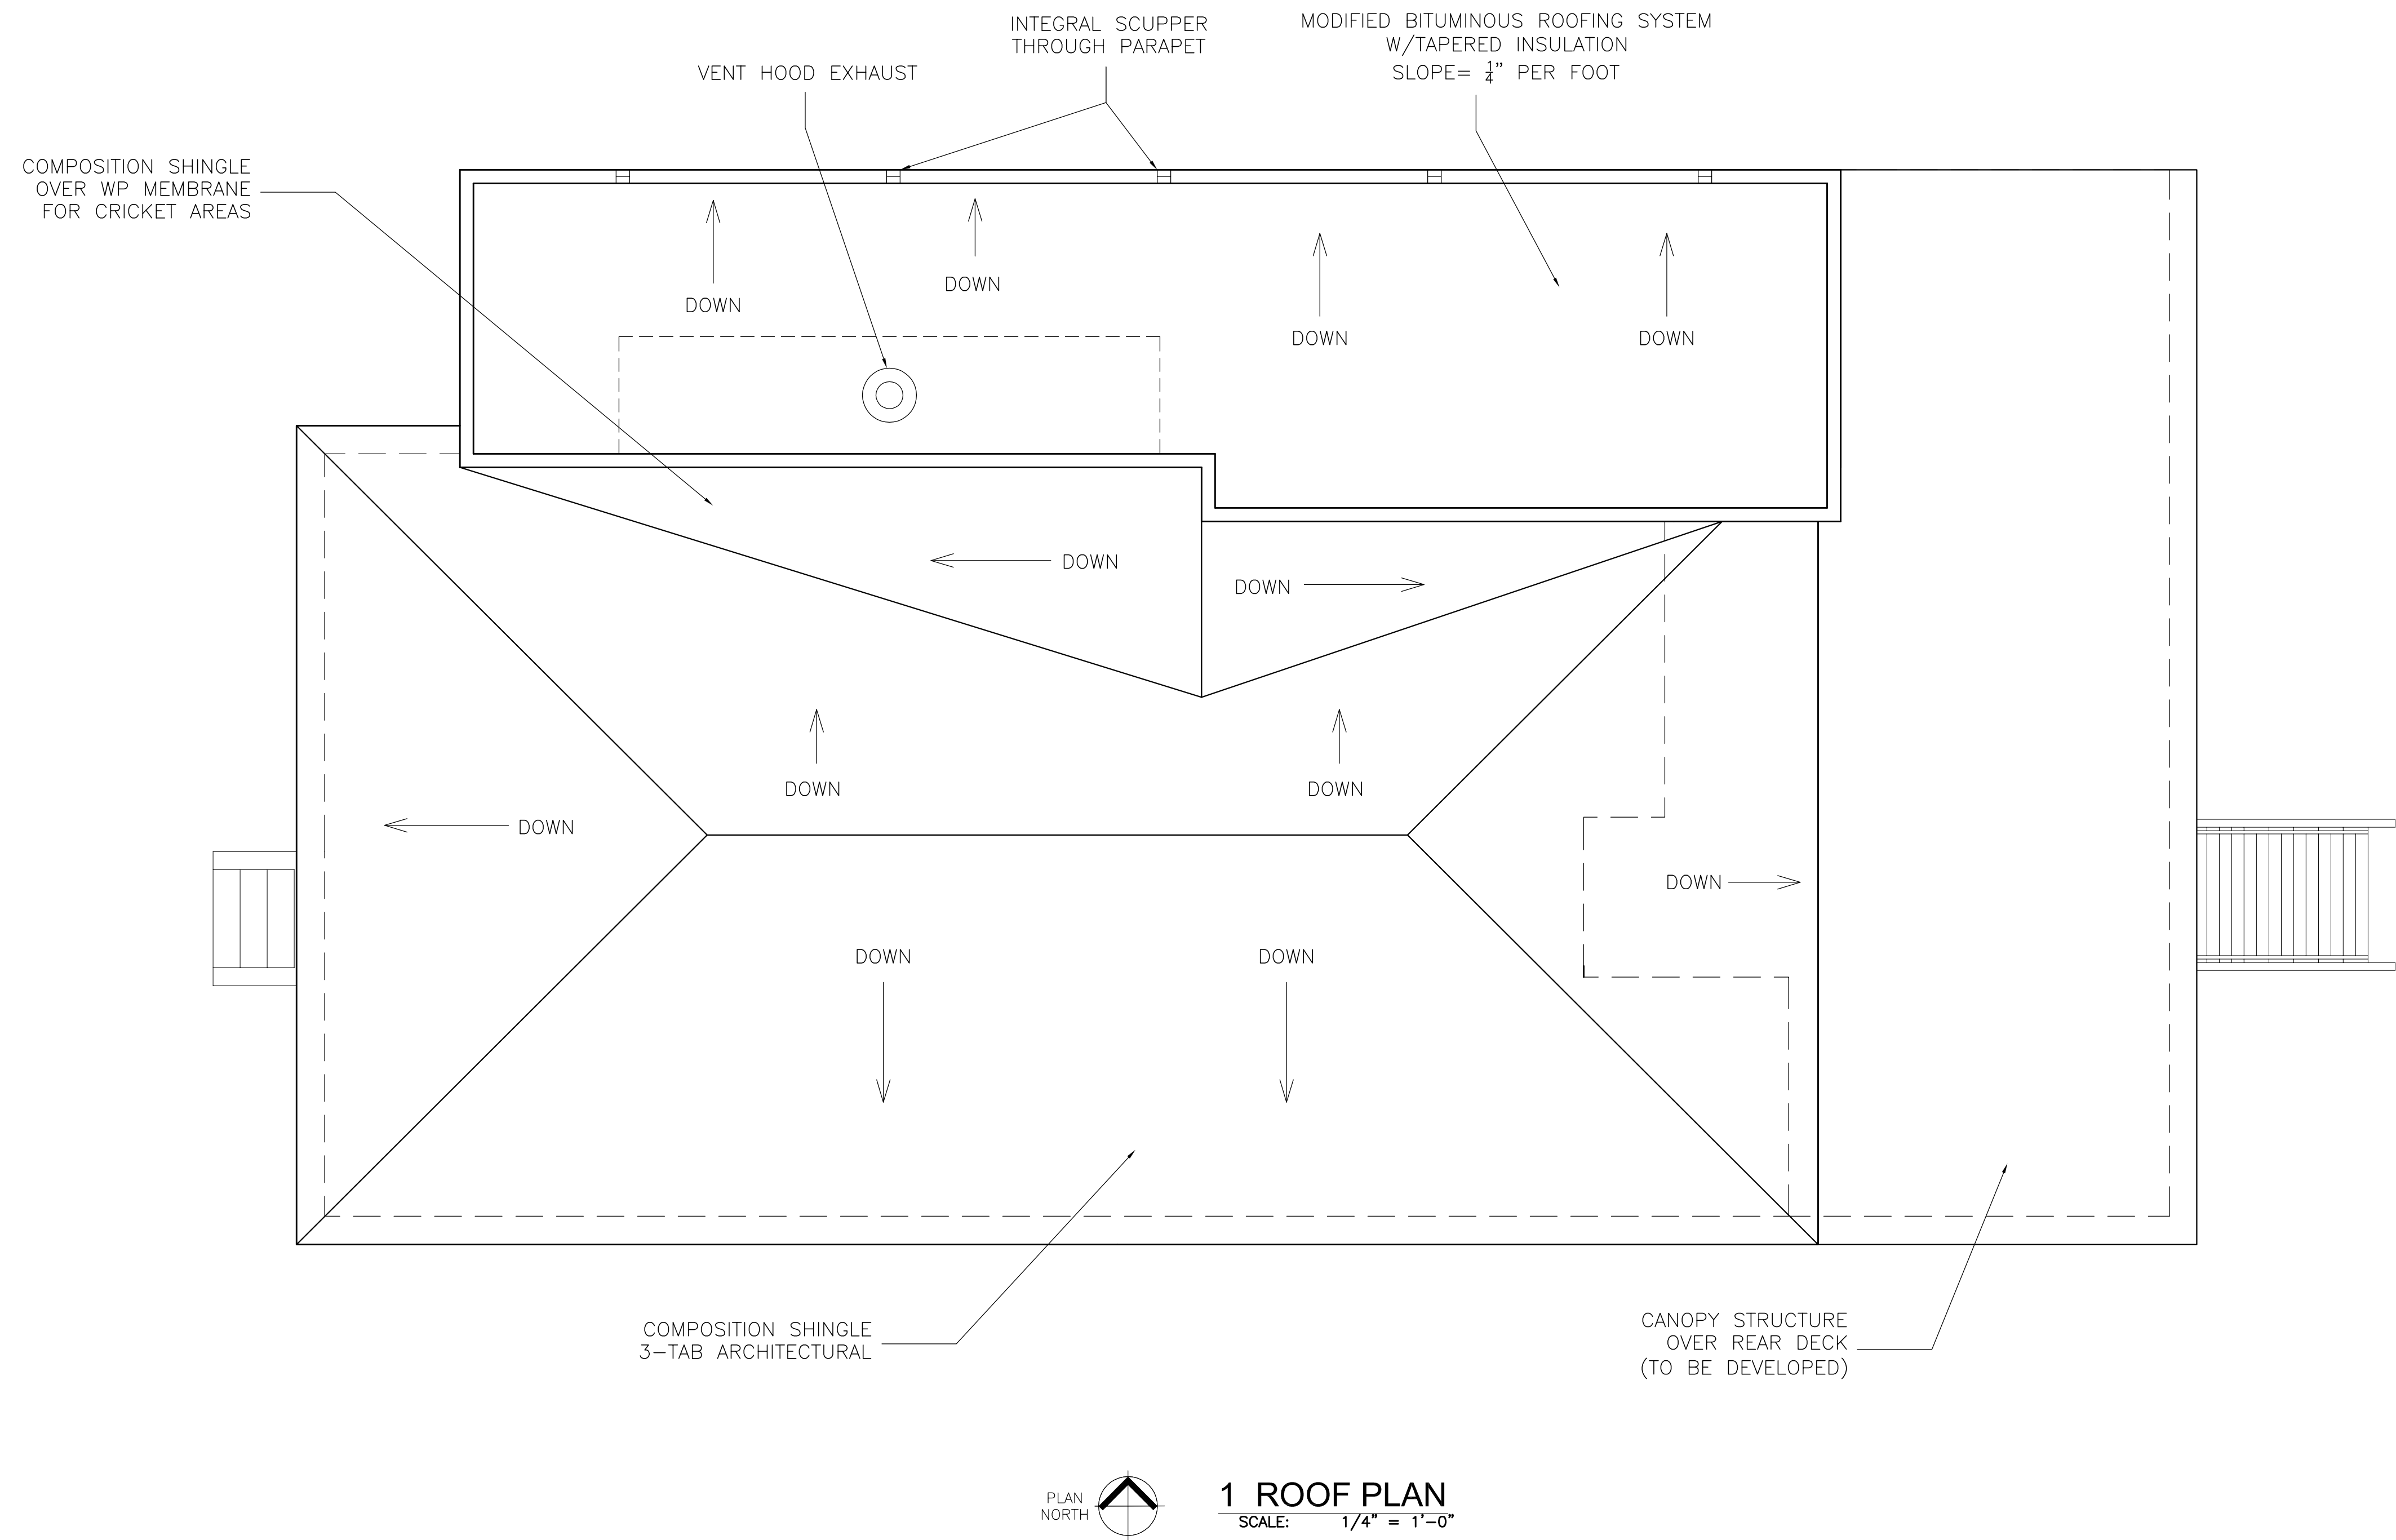 INTEGRAL SCUPPER
THROUGH PARAPET
MODIFIED BITUMINOUS ROOFING SYSTEM
W/TAPERED INSULATION
SLOPE= 1/4" PER FOOT
VENT HOOD EXHAUST
COMPOSITION SHINGLE
OVER WP MEMBRANE
FOR CRICKET AREAS
DOWN
DOWN
DOWN
DOWN
DOWN
DOWN
DOWN
DOWN
DOWN
DOWN
DOWN
DOWN
COMPOSITION SHINGLE
3-TAB ARCHITECTURAL
CANOPY STRUCTURE
OVER REAR DECK
(TO BE DEVELOPED)
PLAN
NORTH
1 ROOF PLAN
SCALE: 1/4" = 1'-0"